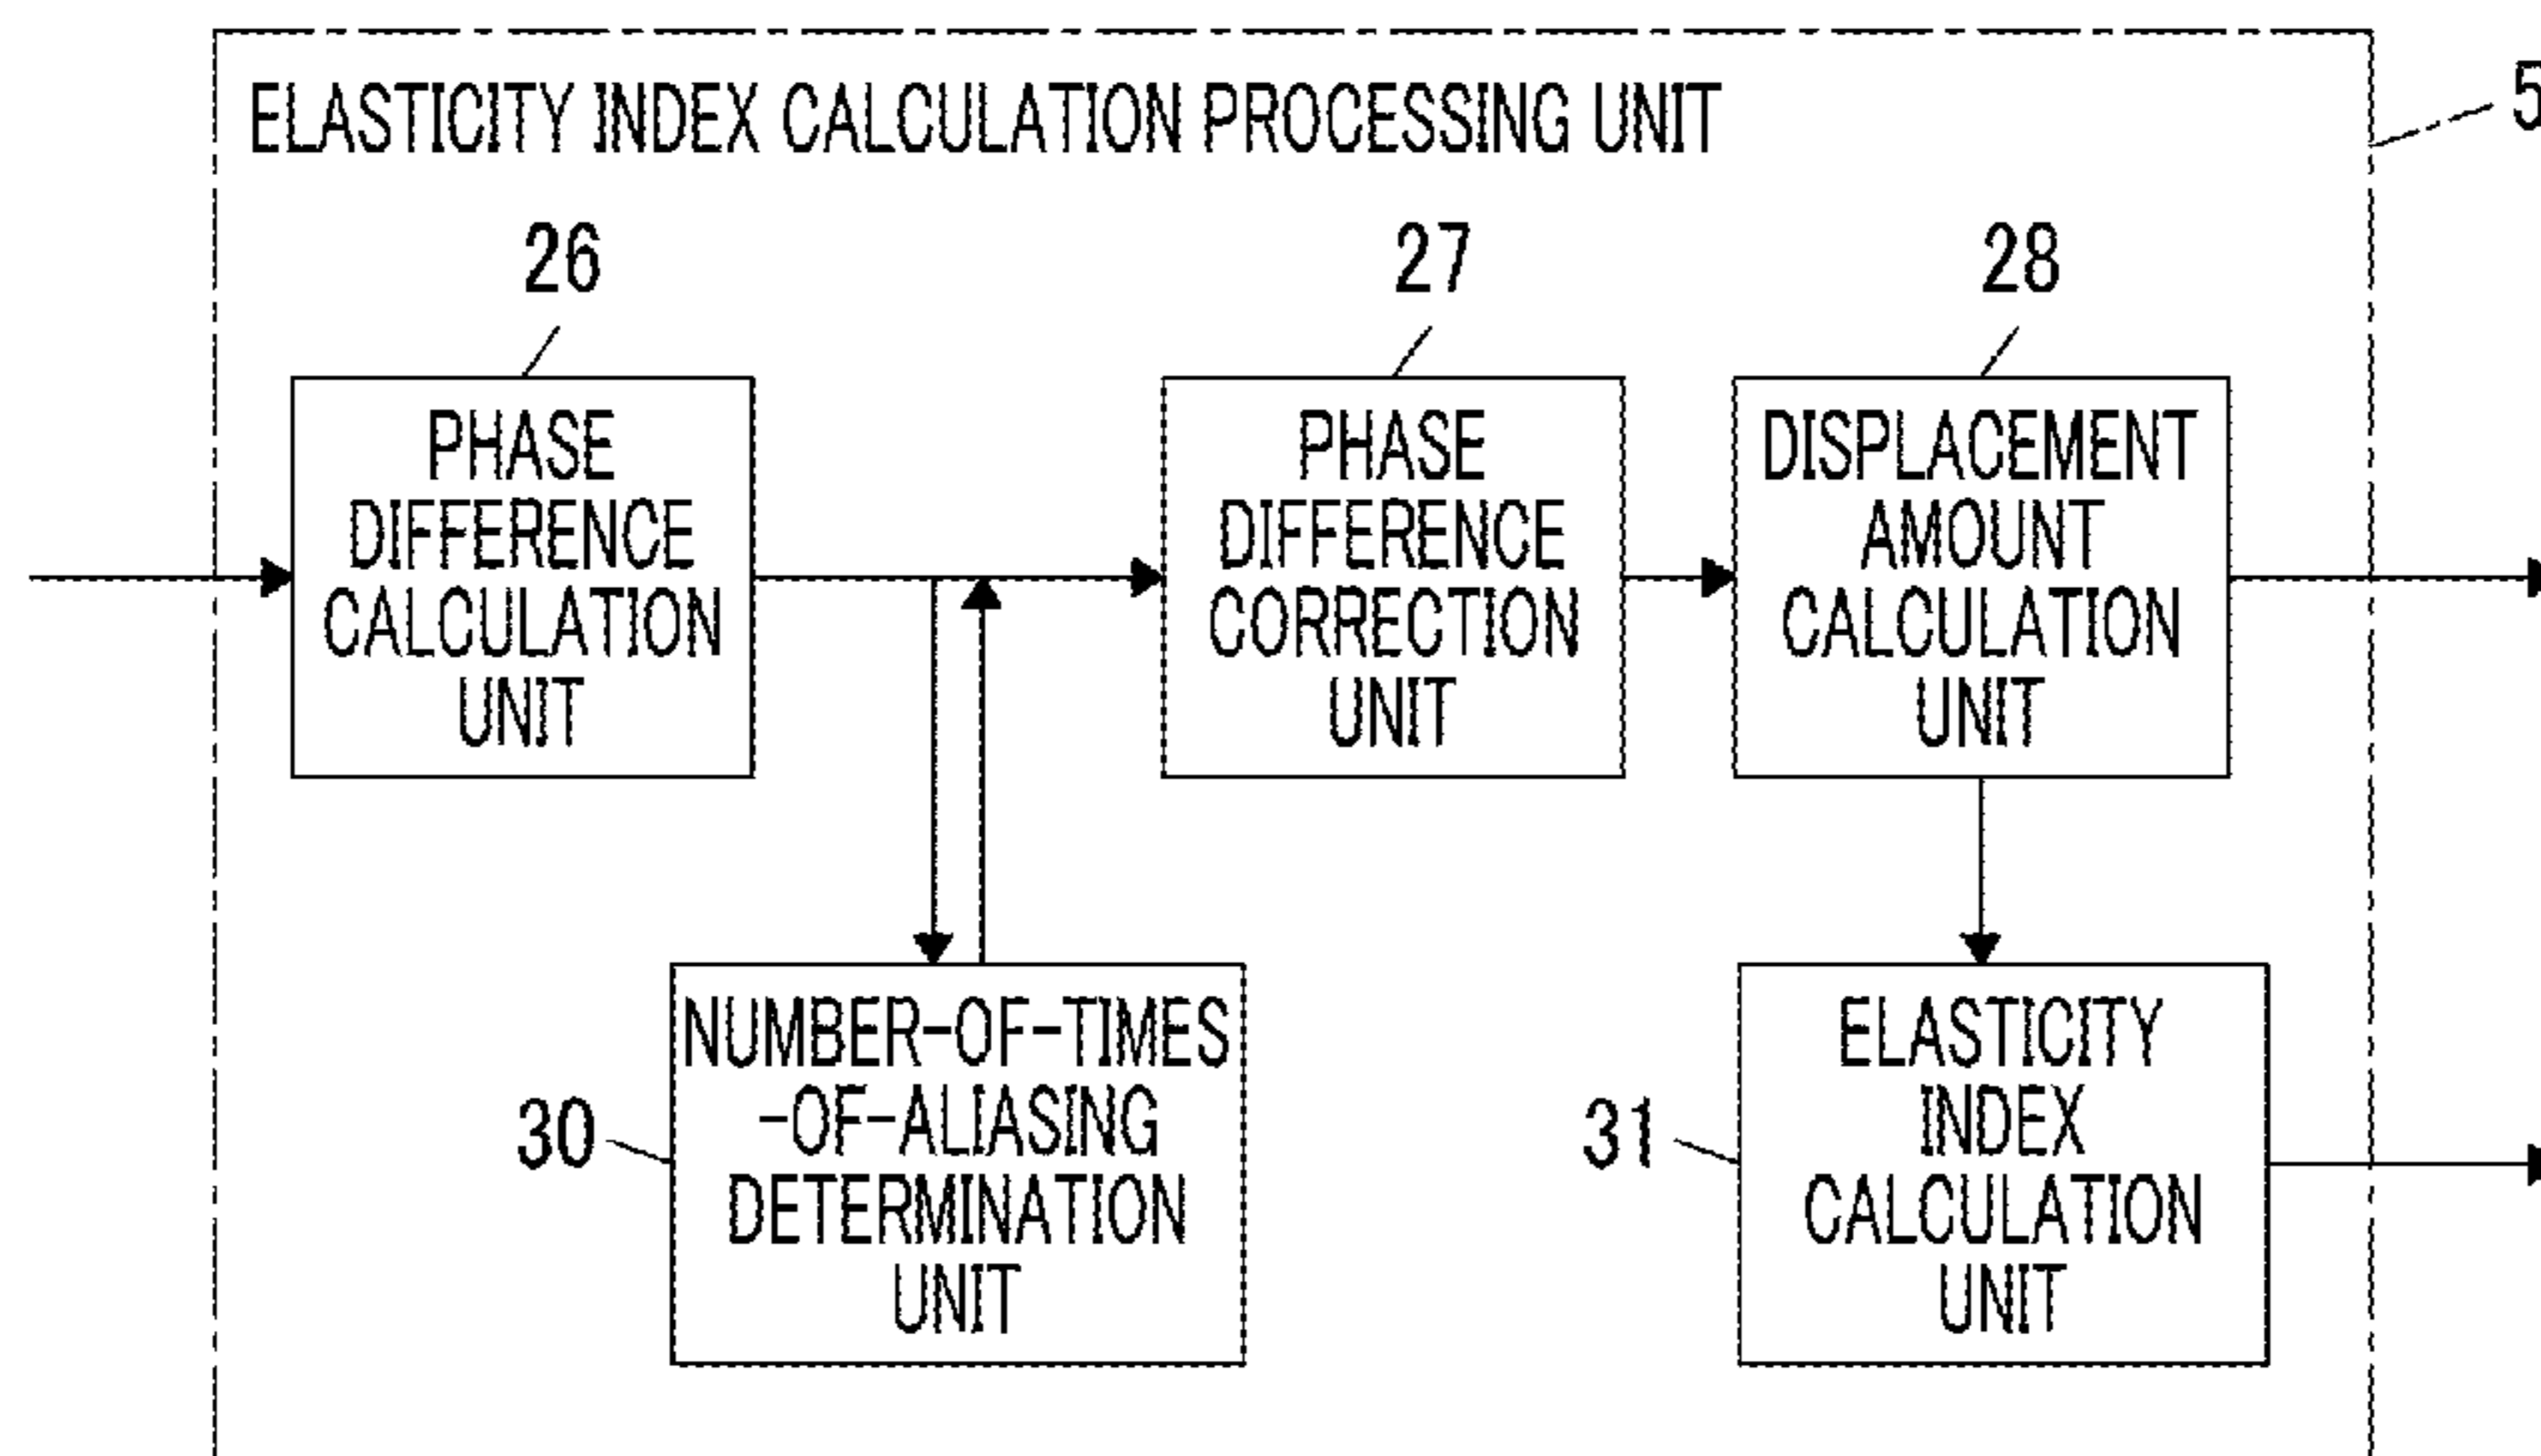 ELASTICITY INDEX CALCULATION PROCESSING UNIT
5
26
27
28
PHASE
DIFFERENCE
CALCULATION
UNIT
PHASE
DIFFERENCE
CORRECTION
UNIT
DISPLACEMENT
AMOUNT
CALCULATION
UNIT
30
NUMBER-OF-TIMES
-OF-ALIASING
DETERMINATION
UNIT
31
ELASTICITY
INDEX
CALCULATION
UNIT